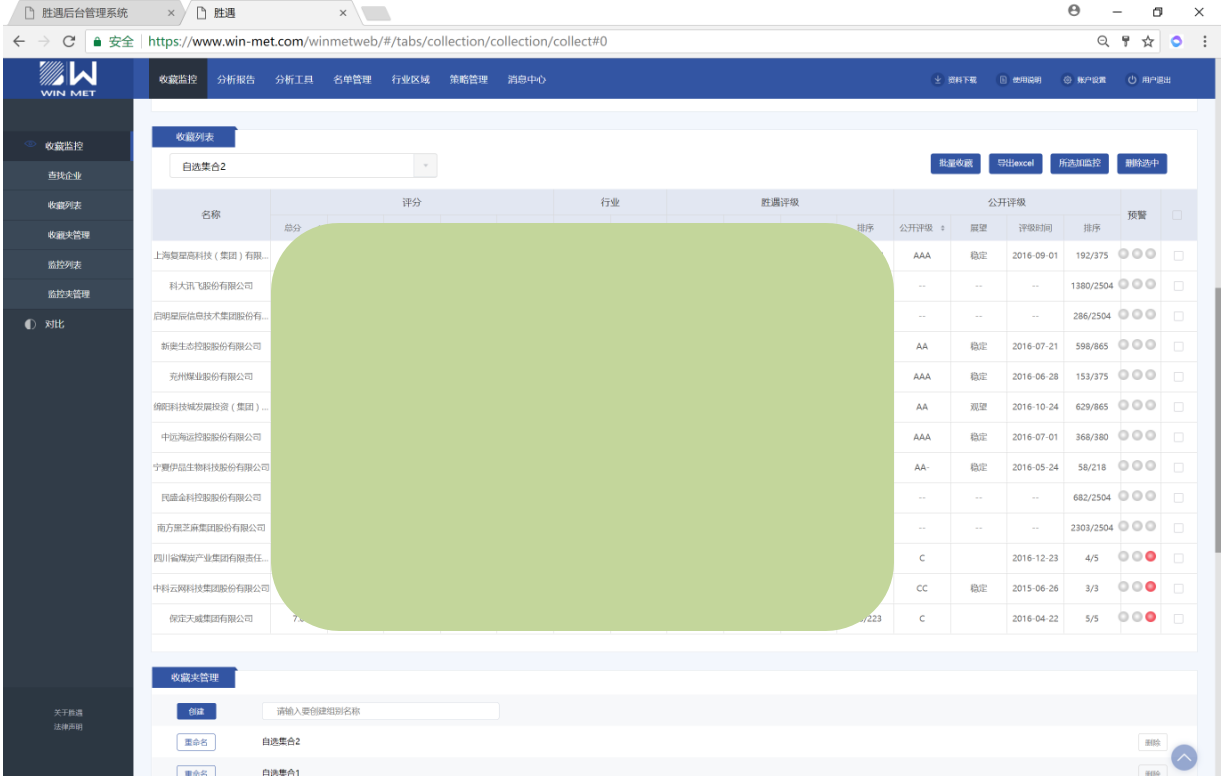 胜遇后台管理系统 胜遇
安全 https://www.win-met.com/winmetweb/#/tabs/collection/collection/collect#0
WIN MET 收藏监控 分析报告 分析工具 名单管理 行业区域 策略管理 消息中心 资料下载 使用说明 账户设置 用户退出
收藏监控
查找企业
收藏列表
收藏夹管理
监控列表
监控夹管理
对比
关于胜遇
法律声明
收藏列表
自选集合2 批量收藏 导出excel 所选加监控 删除选中
名称 评分 行业 胜遇评级 公开评级 预警
总分 排序 公开评级 展望 评级时间 排序
上海复星高科技（集团）有限... AAA 稳定 2016-09-01 192/375
科大讯飞股份有限公司 -- -- -- 1380/2504
启明星辰信息技术集团股份有... -- -- -- 286/2504
新奥生态控股股份有限公司 AA 稳定 2016-07-21 598/865
兖州煤业股份有限公司 AAA 稳定 2016-06-28 153/375
绵阳科技城发展投资（集团）... AA 观望 2016-10-24 629/865
中远海运控股股份有限公司 AAA 稳定 2016-07-01 368/380
宁夏伊品生物科技股份有限公司 AA- 稳定 2016-05-24 58/218
民盛金科控股股份有限公司 -- -- -- 682/2504
南方黑芝麻集团股份有限公司 -- -- -- 2303/2504
四川省煤炭产业集团有限责任... C 2016-12-23 4/5
中科云网科技集团股份有限公司 CC 稳定 2015-06-26 3/3
保定天威集团有限公司 /223 C 2016-04-22 5/5
收藏夹管理
创建 请输入要创建组别名称
重命名 自选集合2 删除
重命名 自选集合1 删除